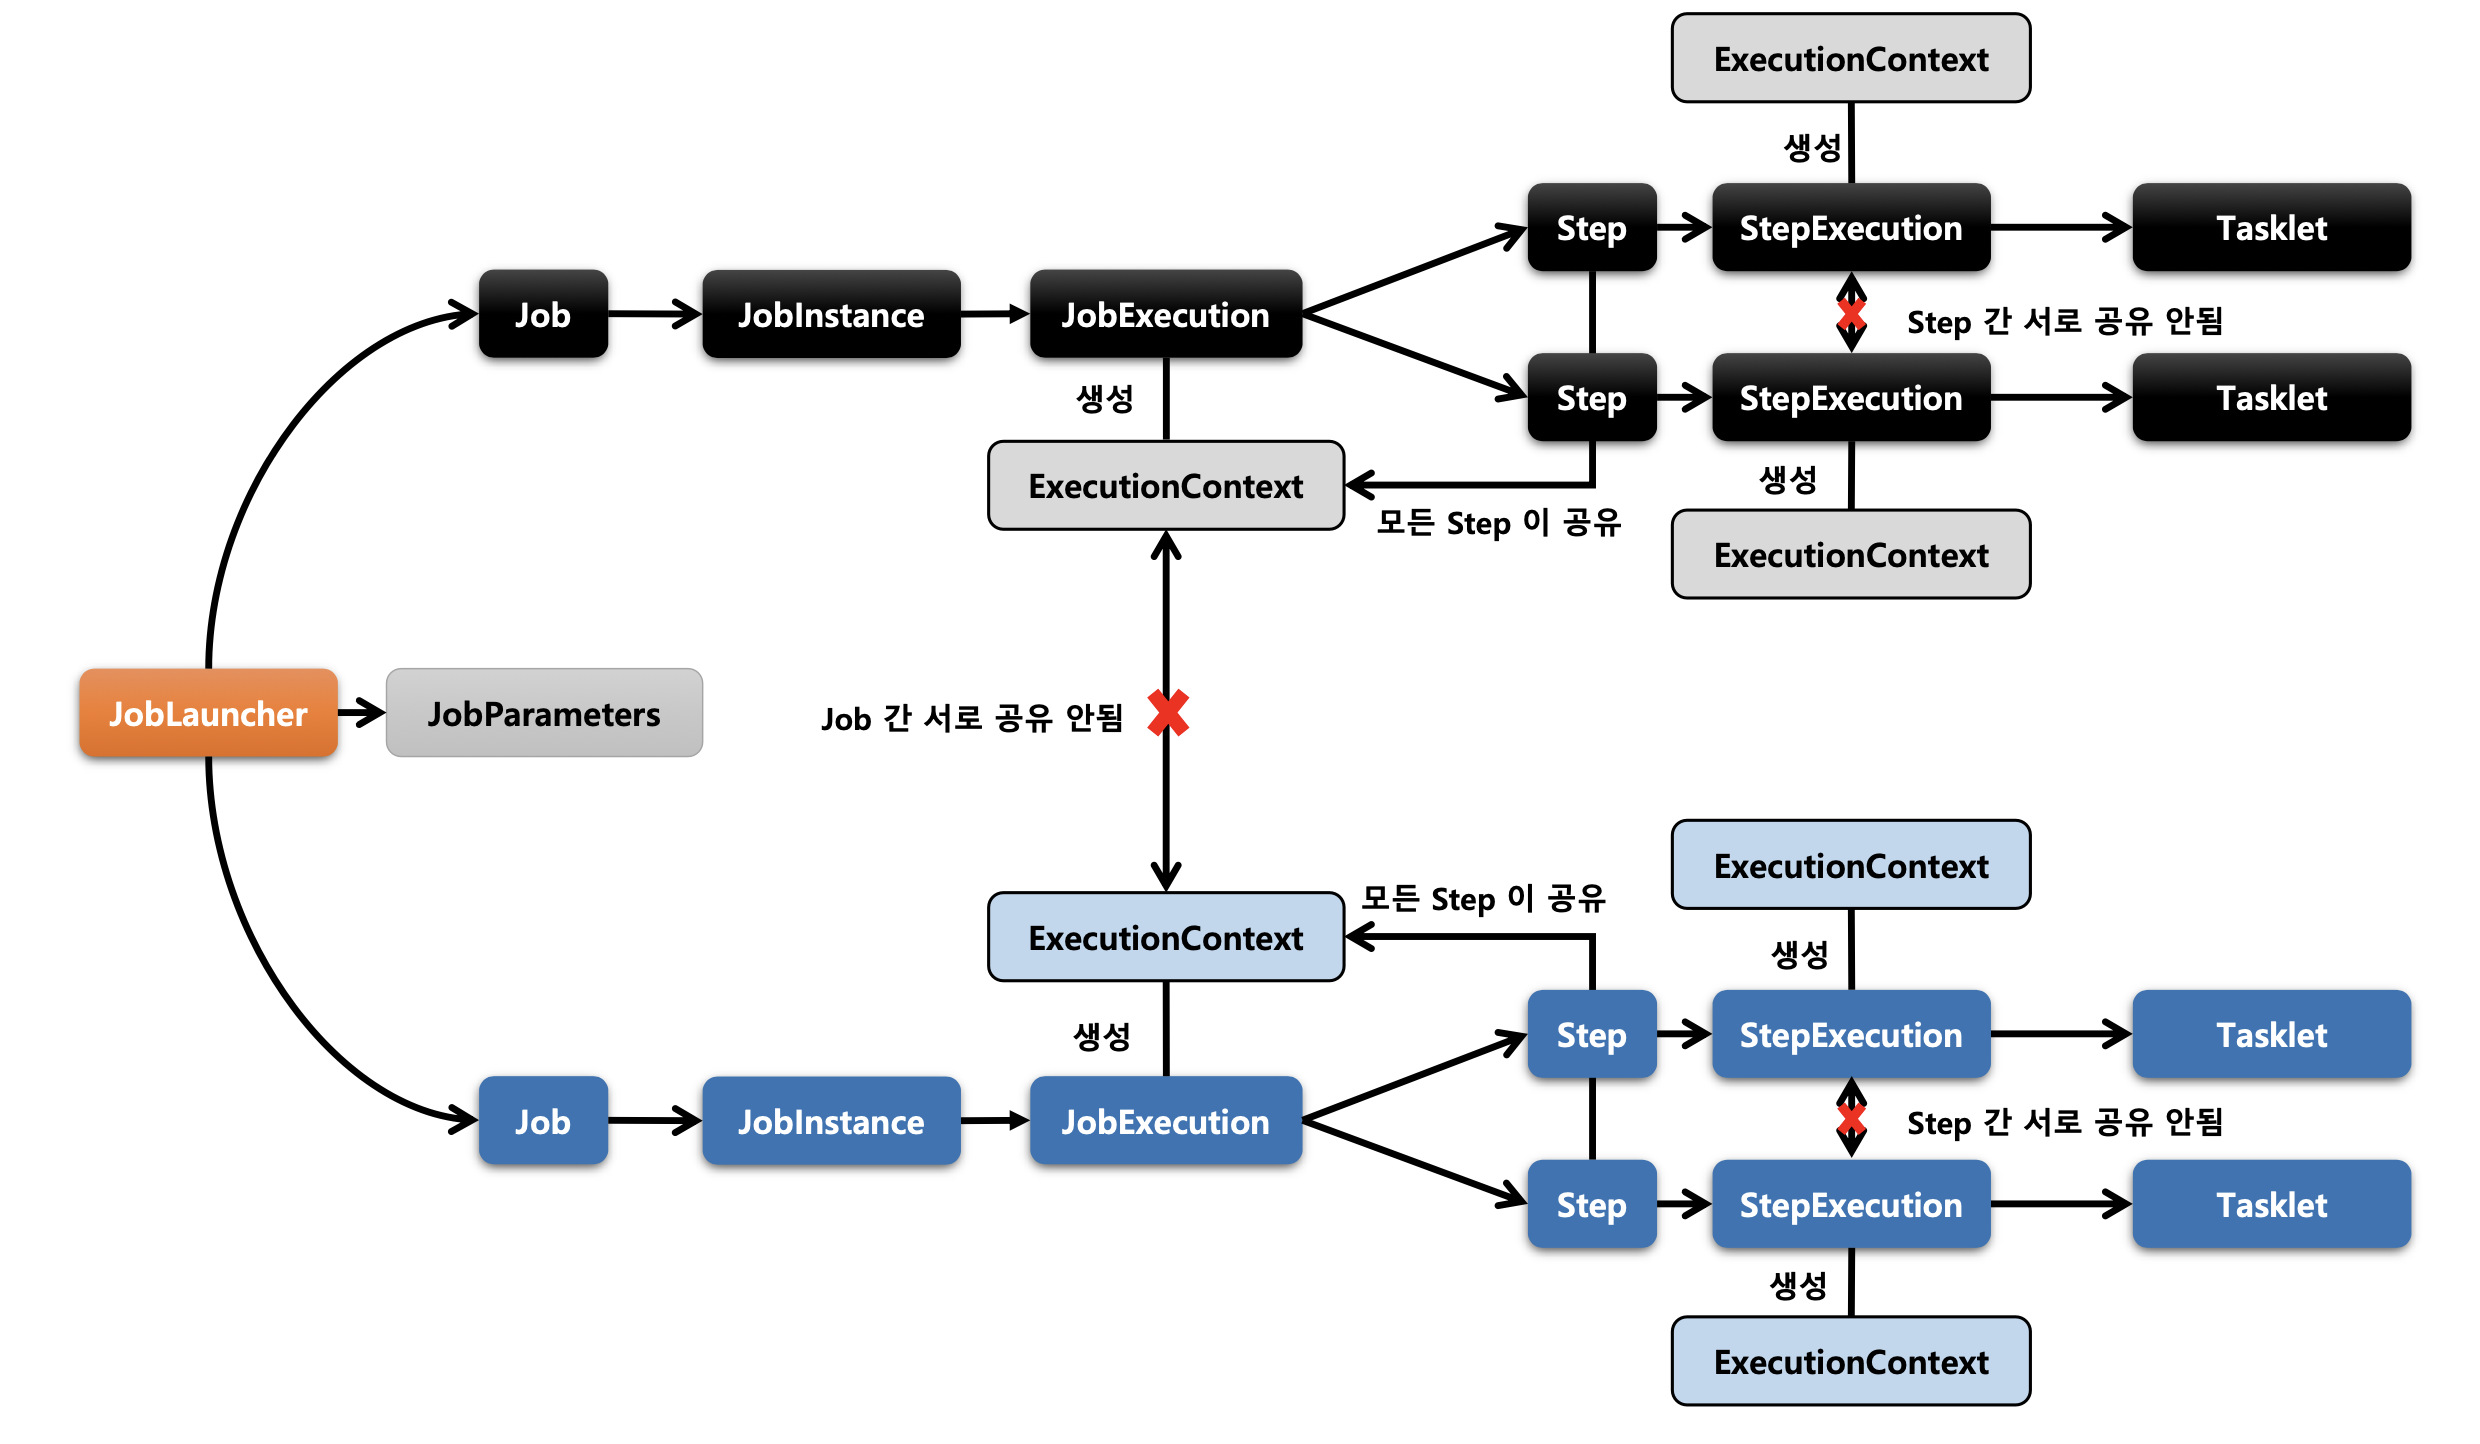 ExecutionContext
생성
Step
StepExecution
Tasklet
Job
JobInstance
JobExecution
Step 간 서로 공유 안됨
Step
StepExecution
Tasklet
생성
ExecutionContext
생성
모든 Step 이 공유
ExecutionContext
JobLauncher
JobParameters
Job 간 서로 공유 안됨
ExecutionContext
모든 Step 이 공유
ExecutionContext
생성
생성
Step
StepExecution
Tasklet
Job
JobInstance
JobExecution
Step 간 서로 공유 안됨
Step
StepExecution
Tasklet
생성
ExecutionContext